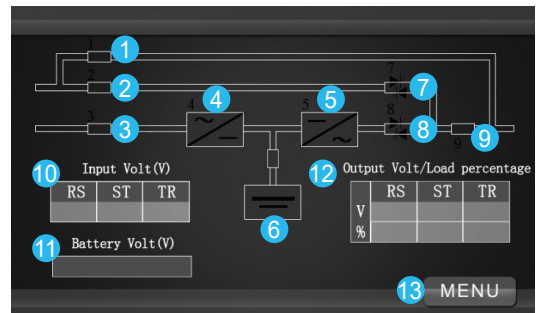 1 1
2 2 7 7
3 3 4 4 5 5 8 8 9 9
10 Input Volt(V)
RS ST TR
6
11 Battery Volt(V)
12 Output Volt/Load percentage
RS ST TR
V
%
13 MENU